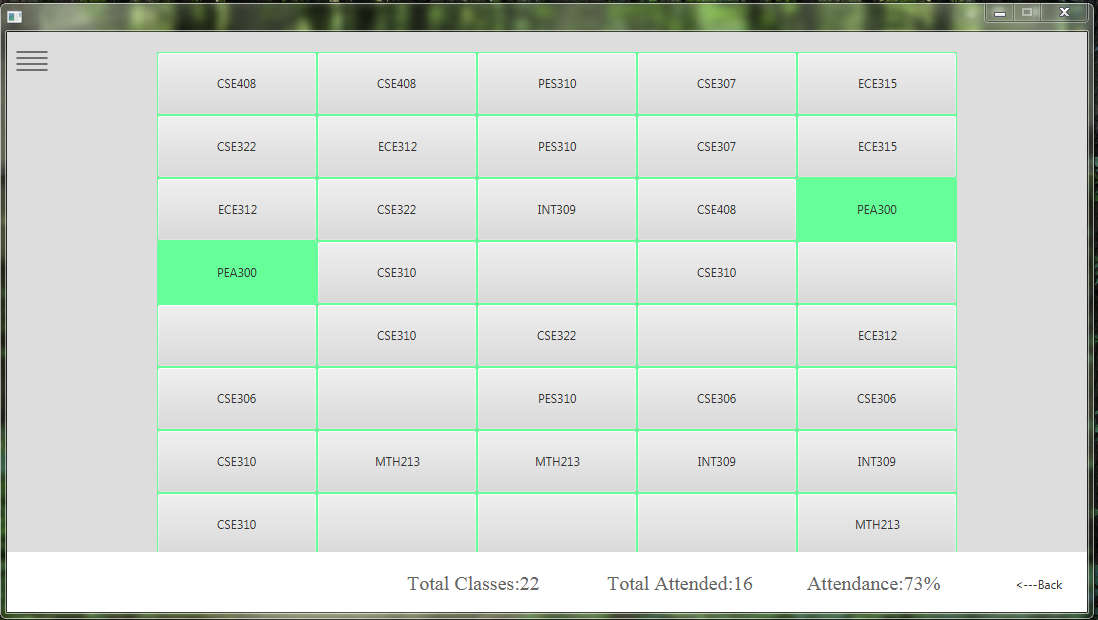 CSE408 CSE408 PES310 CSE307 ECE315
CSE322 ECE312 PES310 CSE307 ECE315
ECE312 CSE322 INT309 CSE408 PEA300
PEA300 CSE310 CSE310
CSE310 CSE322 ECE312
CSE306 PES310 CSE306 CSE306
CSE310 MTH213 MTH213 INT309 INT309
CSE310 MTH213
Total Classes:22 Total Attended:16 Attendance:73% <---Back